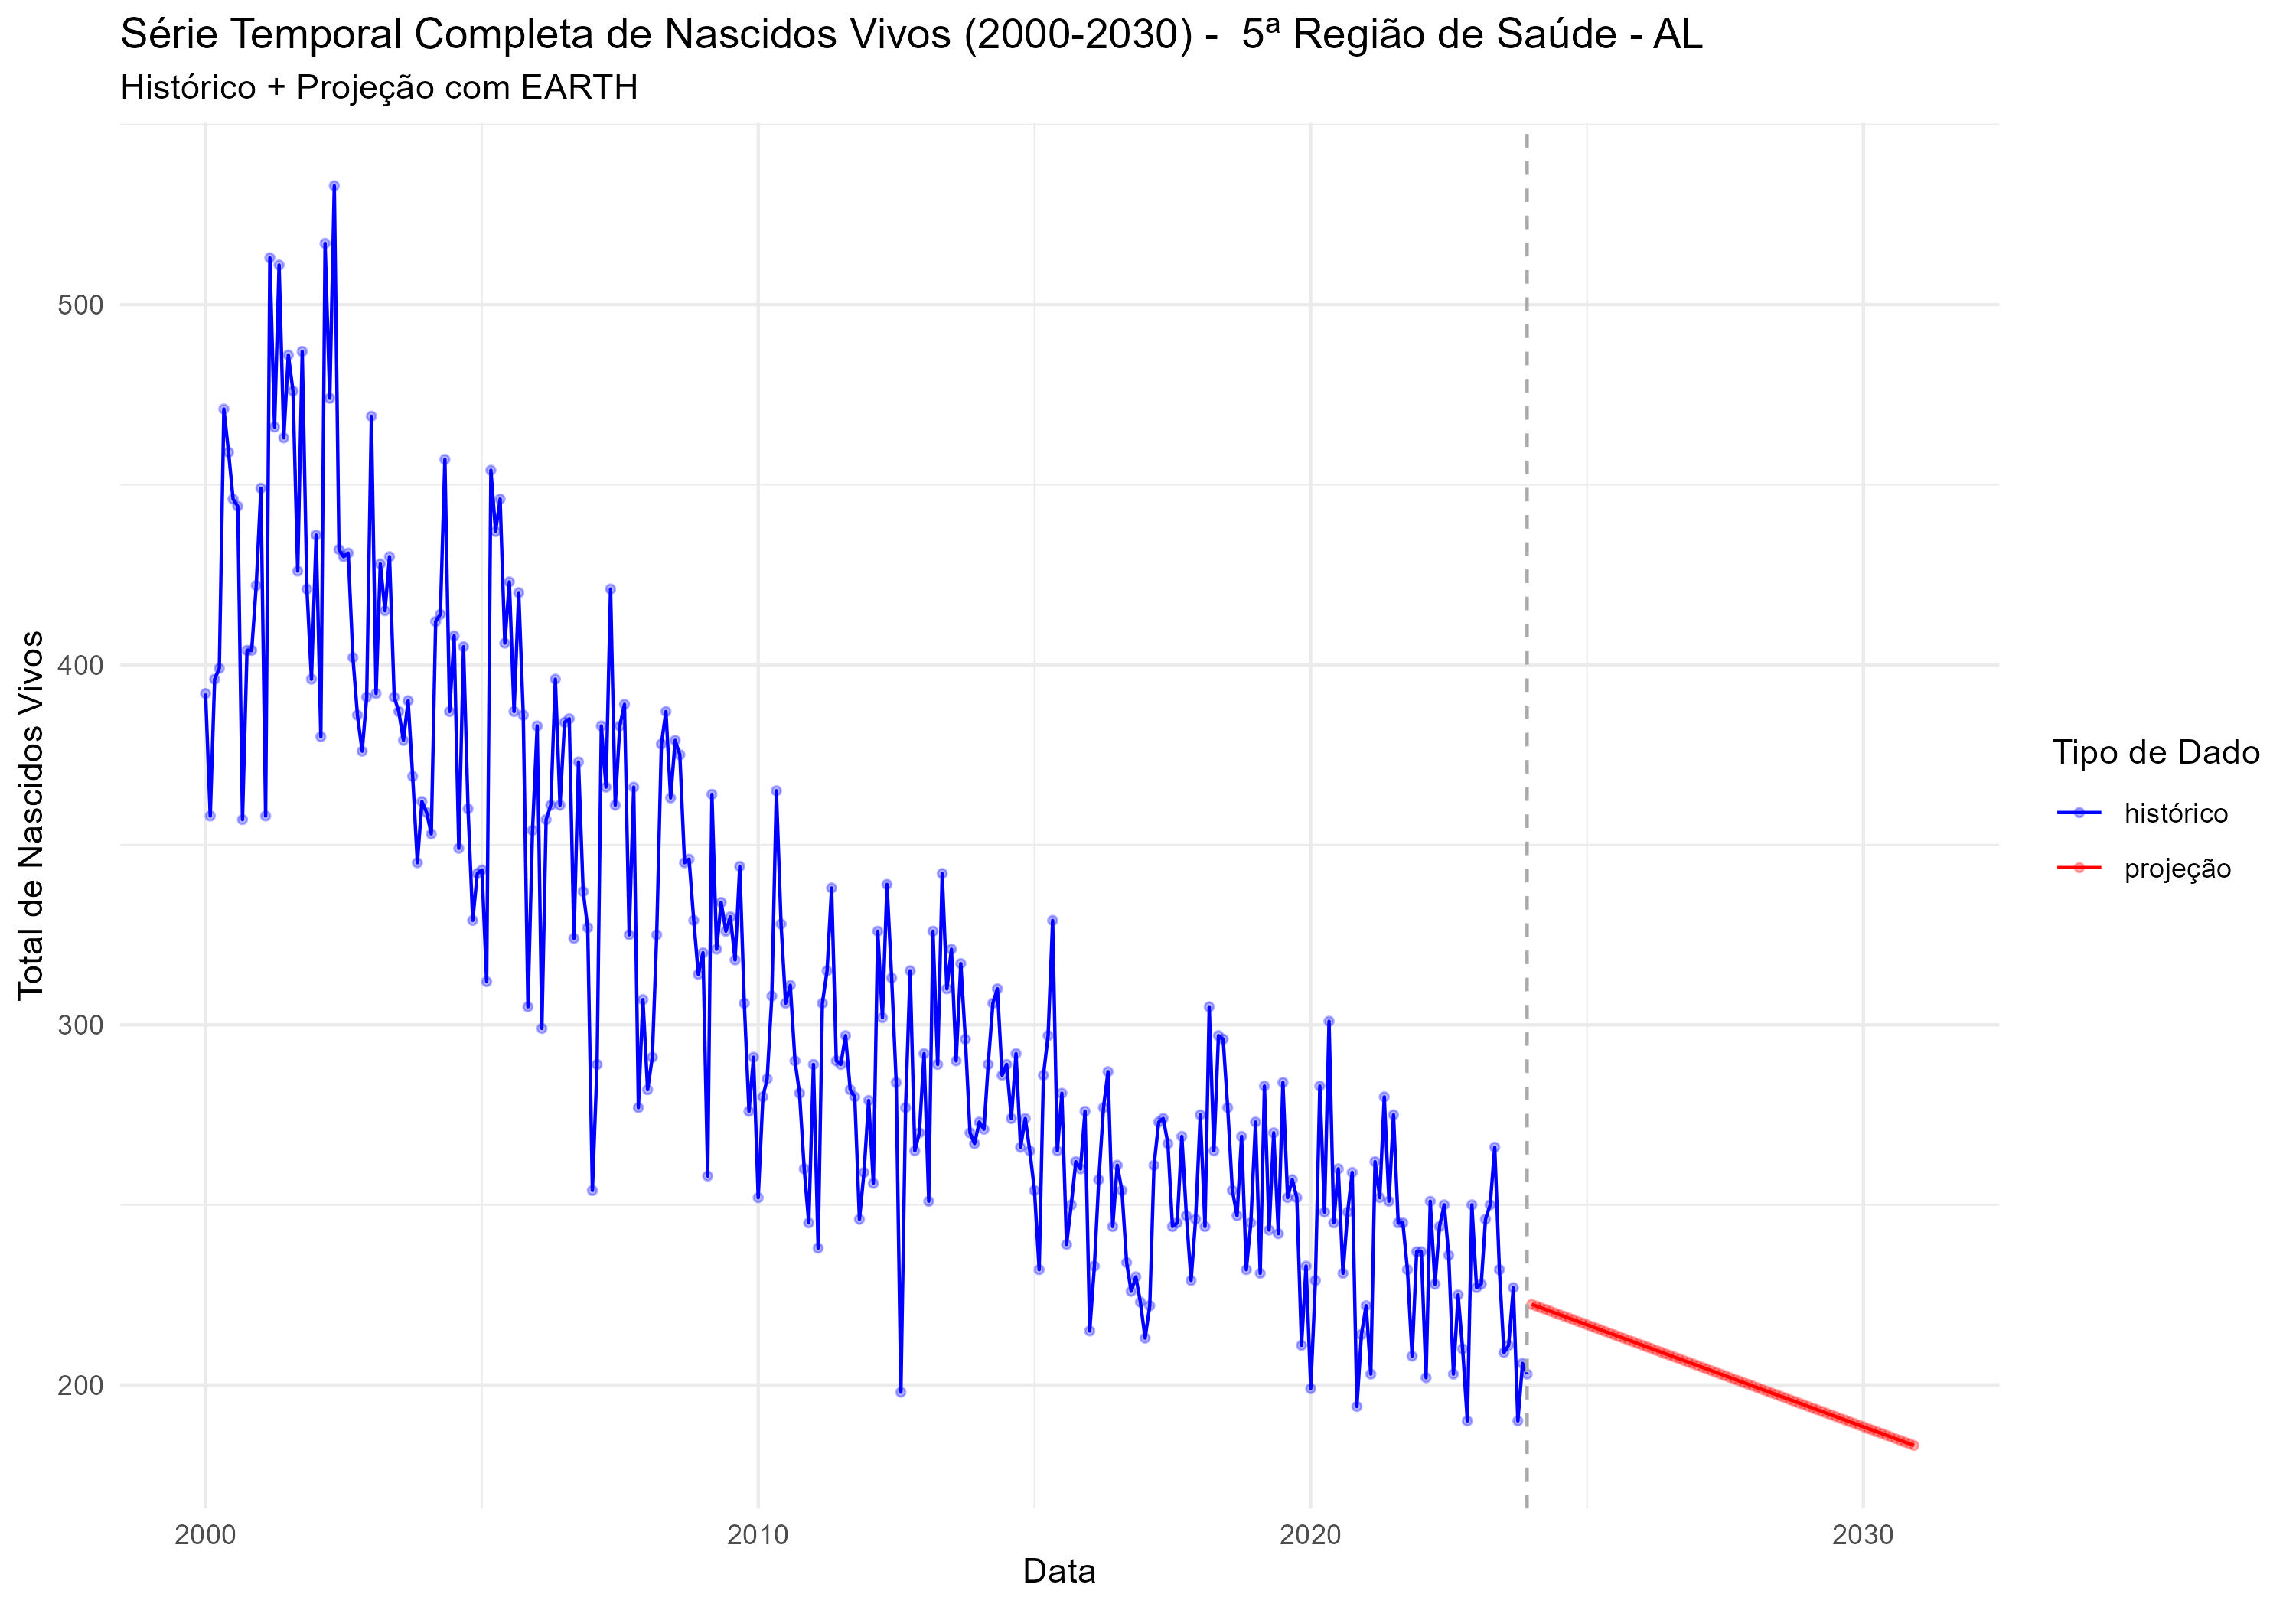 Série Temporal Completa de Nascidos Vivos (2000-2030) -  5ª Região de Saúde - AL
Histórico + Projeção com EARTH
Total de Nascidos Vivos
500
400
300
200
2000
2010
2020
2030
Data
Tipo de Dado
histórico
projeção